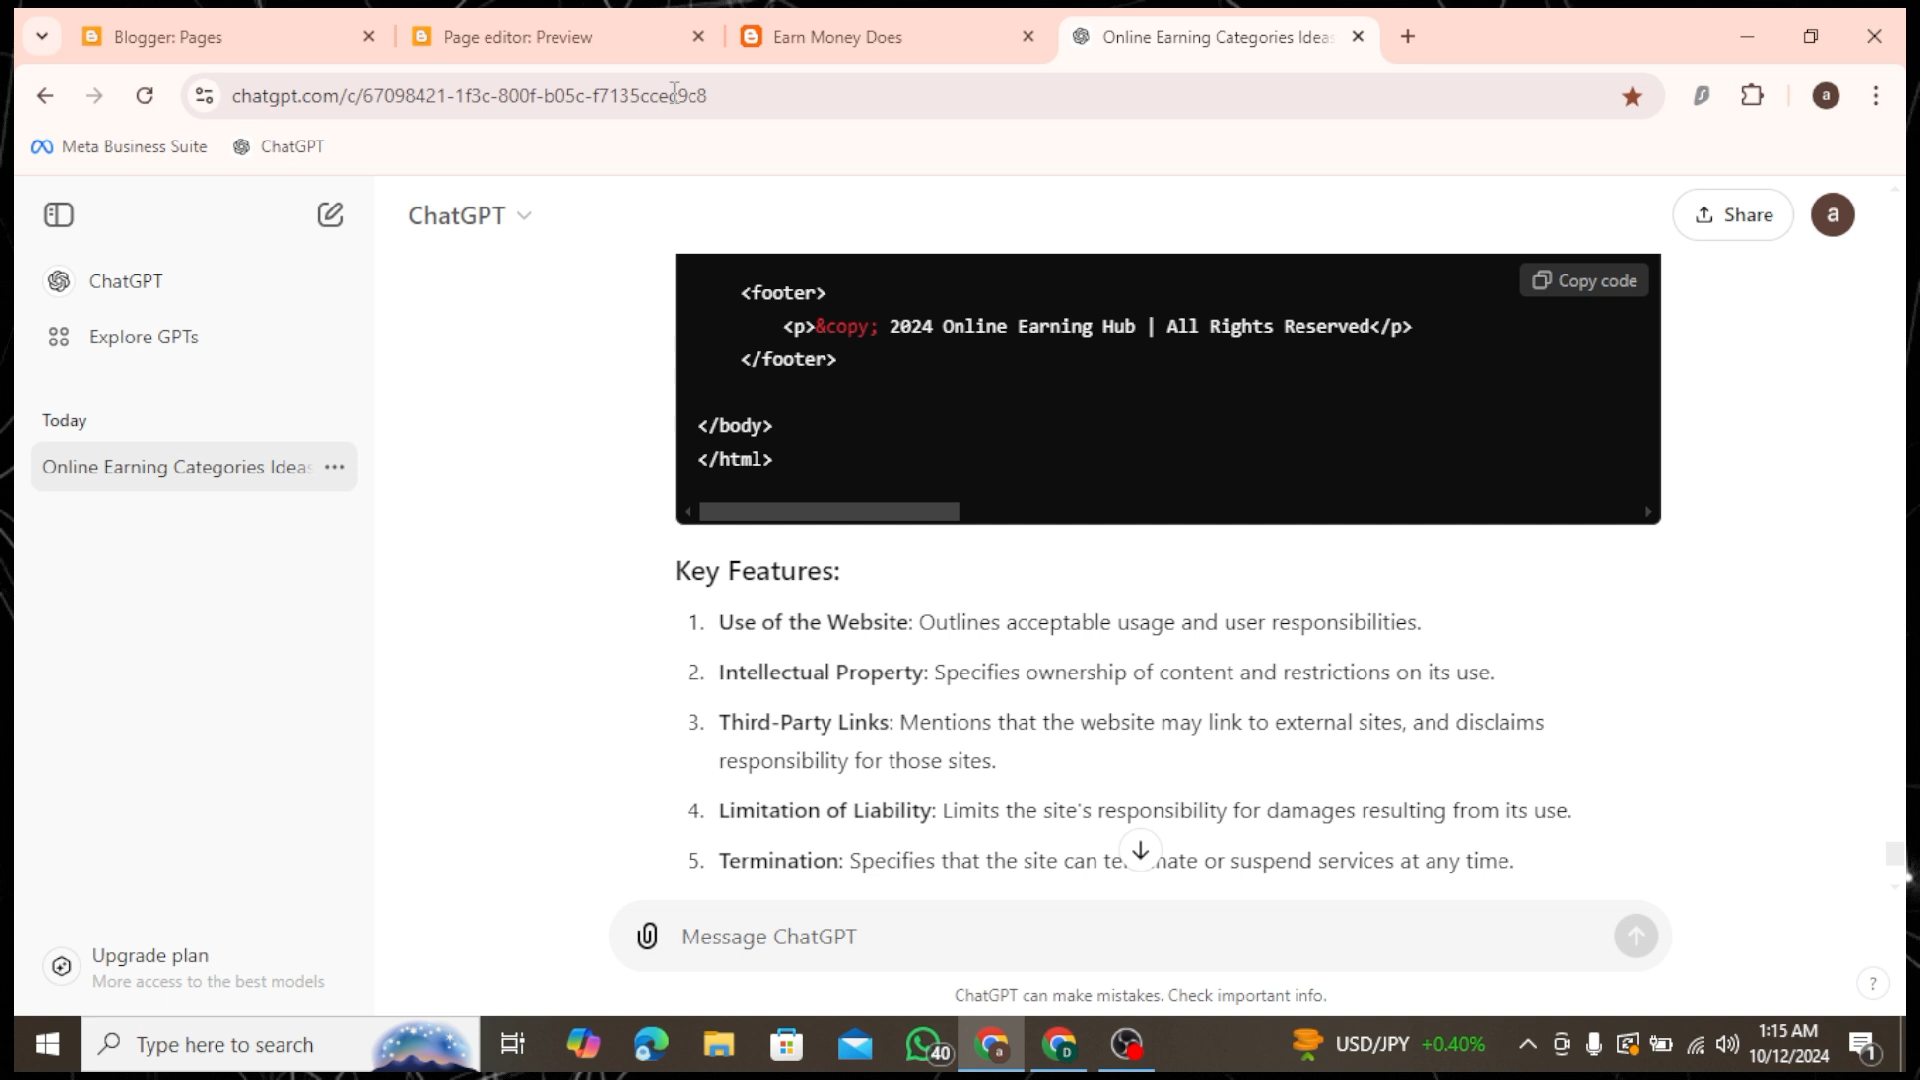 Blogger: Pages
Page editor: Preview
Earn Money Does
Online Earning Categories Ideas
chatgpt.com/c/67098421-1f3c-800f-b05c-f7135cced9c8
a
Meta Business Suite
ChatGPT
ChatGPT
Share
a
ChatGPT
Explore GPTs
Today
Online Earning Categories Ideas
Copy code
<footer>
<p>&copy; 2024 Online Earning Hub | All Rights Reserved</p>
</footer>
</body>
</html>
Key Features:
1. Use of the Website: Outlines acceptable usage and user responsibilities.
2. Intellectual Property: Specifies ownership of content and restrictions on its use.
3. Third-Party Links: Mentions that the website may link to external sites, and disclaims
responsibility for those sites.
4. Limitation of Liability: Limits the site's responsibility for damages resulting from its use.
5. Termination: Specifies that the site can terminate or suspend services at any time.
Message ChatGPT
Upgrade plan
More access to the best models
ChatGPT can make mistakes. Check important info.
?
Type here to search
40
a
D
USD/JPY +0.40%
1:15 AM
10/12/2024
1